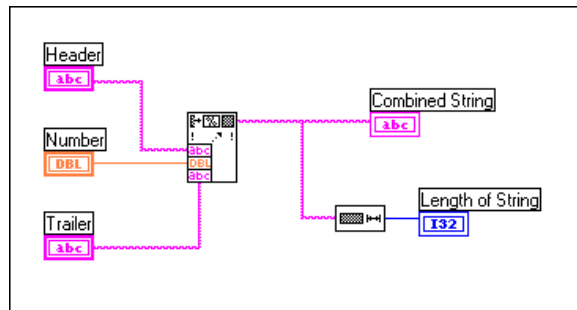 Header
abc
Number
DBL
Trailer
abc
%
abc
DBL
abc
Combined String
abc
Length of String
I32